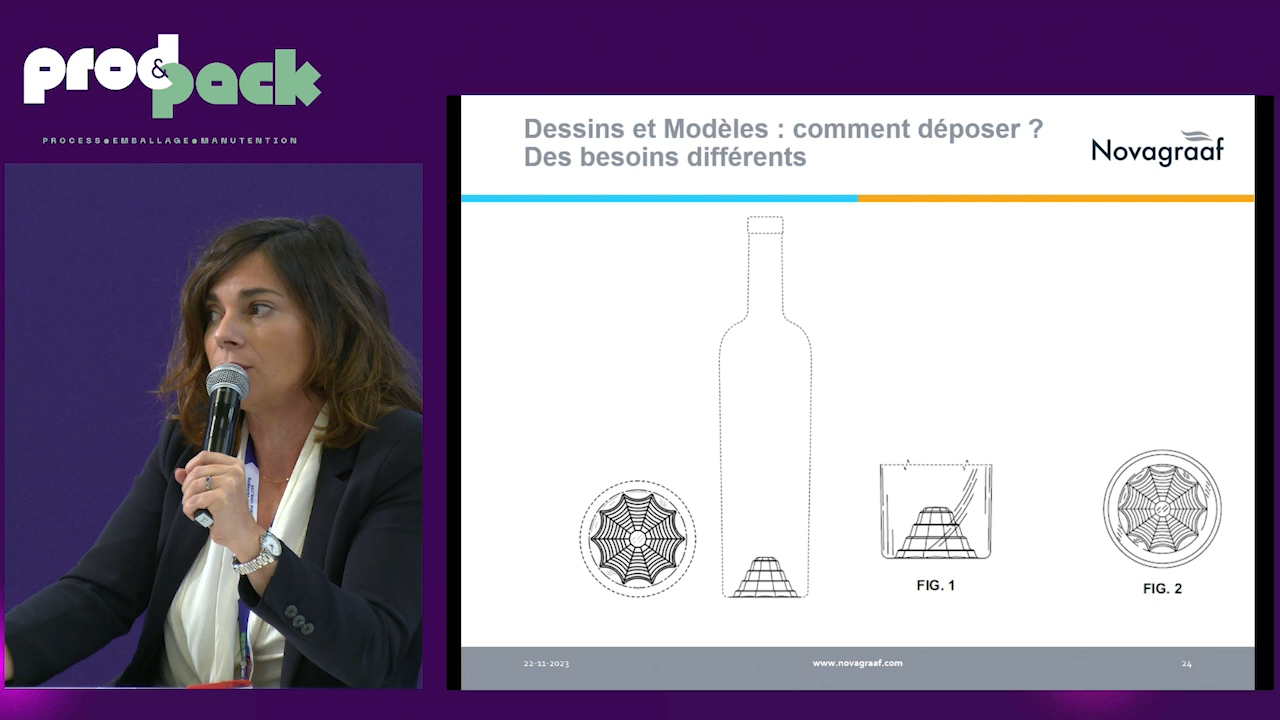 prod&pack
PROCESS•EMBALLAGE•MANUTENTION
Dessins et Modèles : comment déposer ?
Des besoins différents
Novagraaf
FIG. 1
FIG. 2
22-11-2023
www.novagraaf.com
24